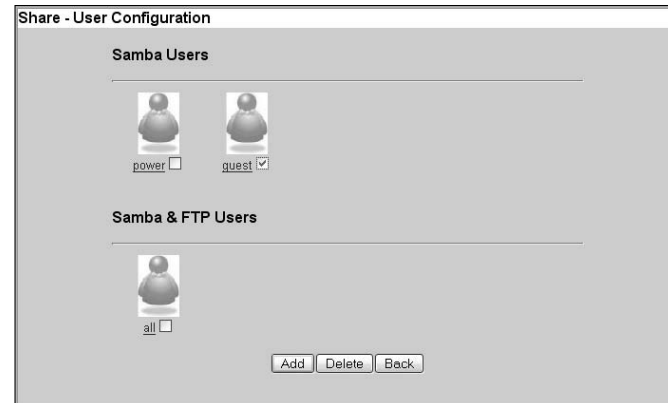 Share - User Configuration
Samba Users
power guest
Samba & FTP Users
all
Add Delete Back